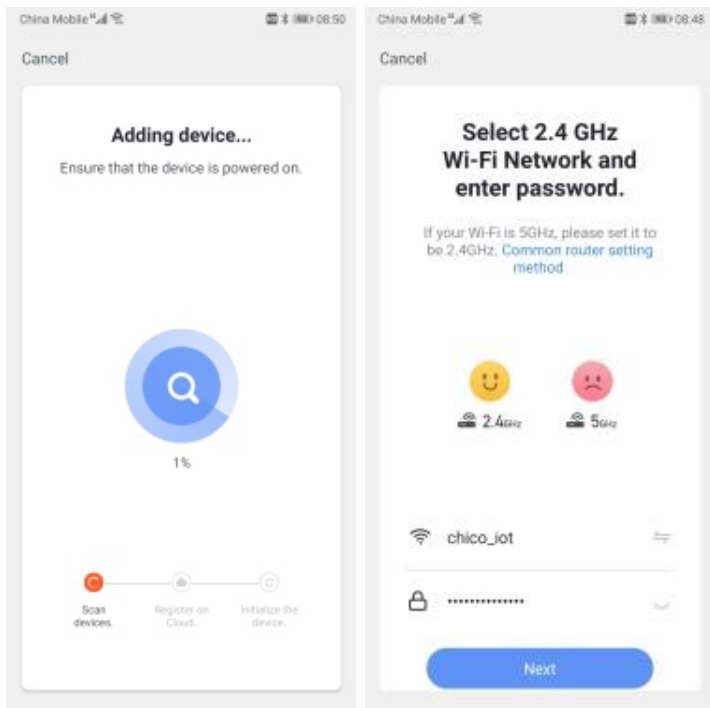 China Mobile
08:50
Cancel
Adding device...
Ensure that the device is powered on.
1%
Scan
devices.
Register on
Cloud.
Initialize the
device.
China Mobile
08:48
Cancel
Select 2.4 GHz
Wi-Fi Network and
enter password.
If your Wi-Fi is 5GHz, please set it to
be 2.4GHz. Common router setting
method
2.4GHz
5GHz
chico_iot
••••••••••••••
Next